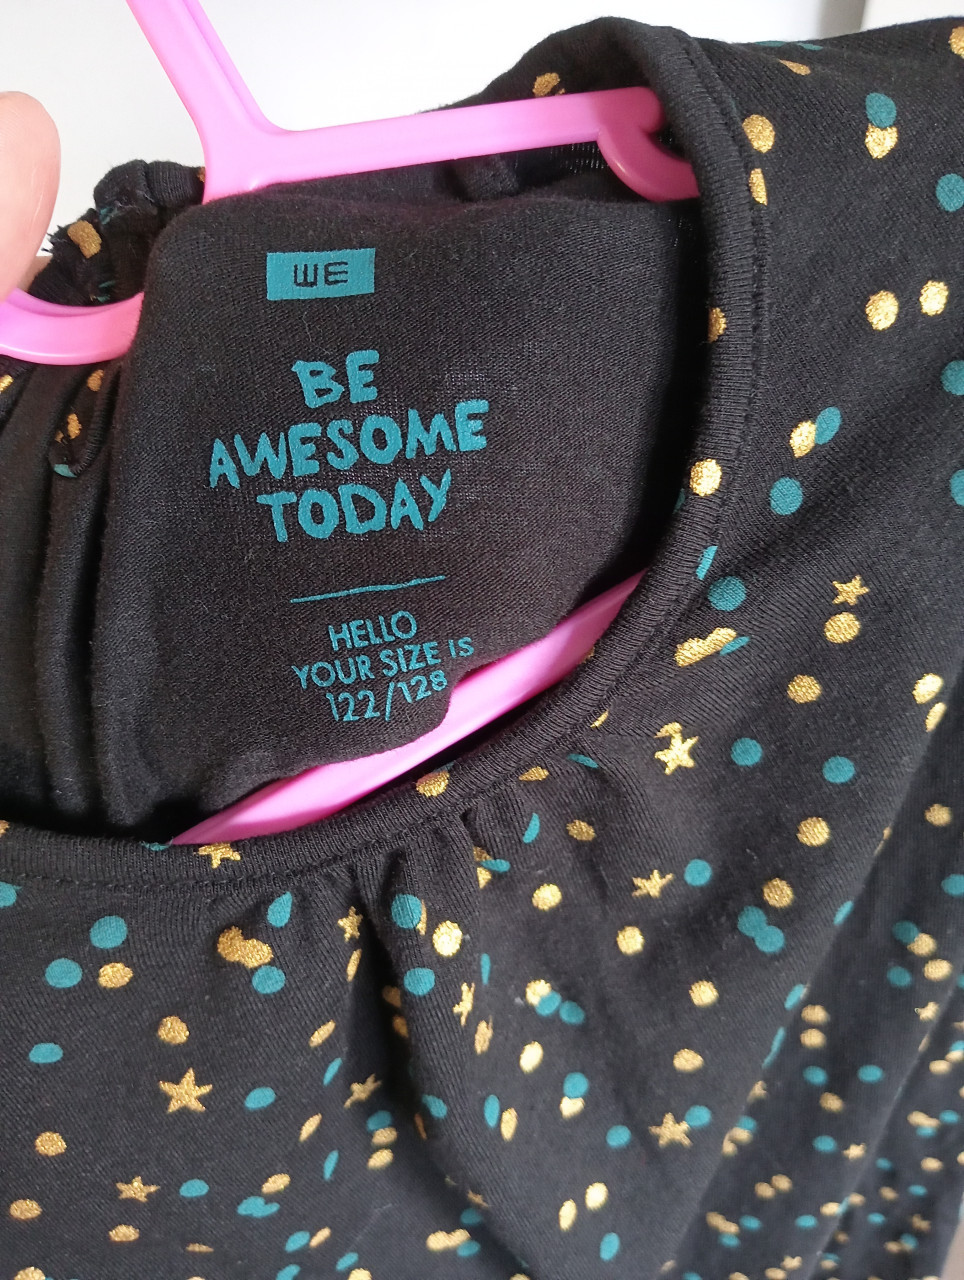 WE
BE
AWESOME
TODAY
HELLO
YOUR SIZE IS
122/128